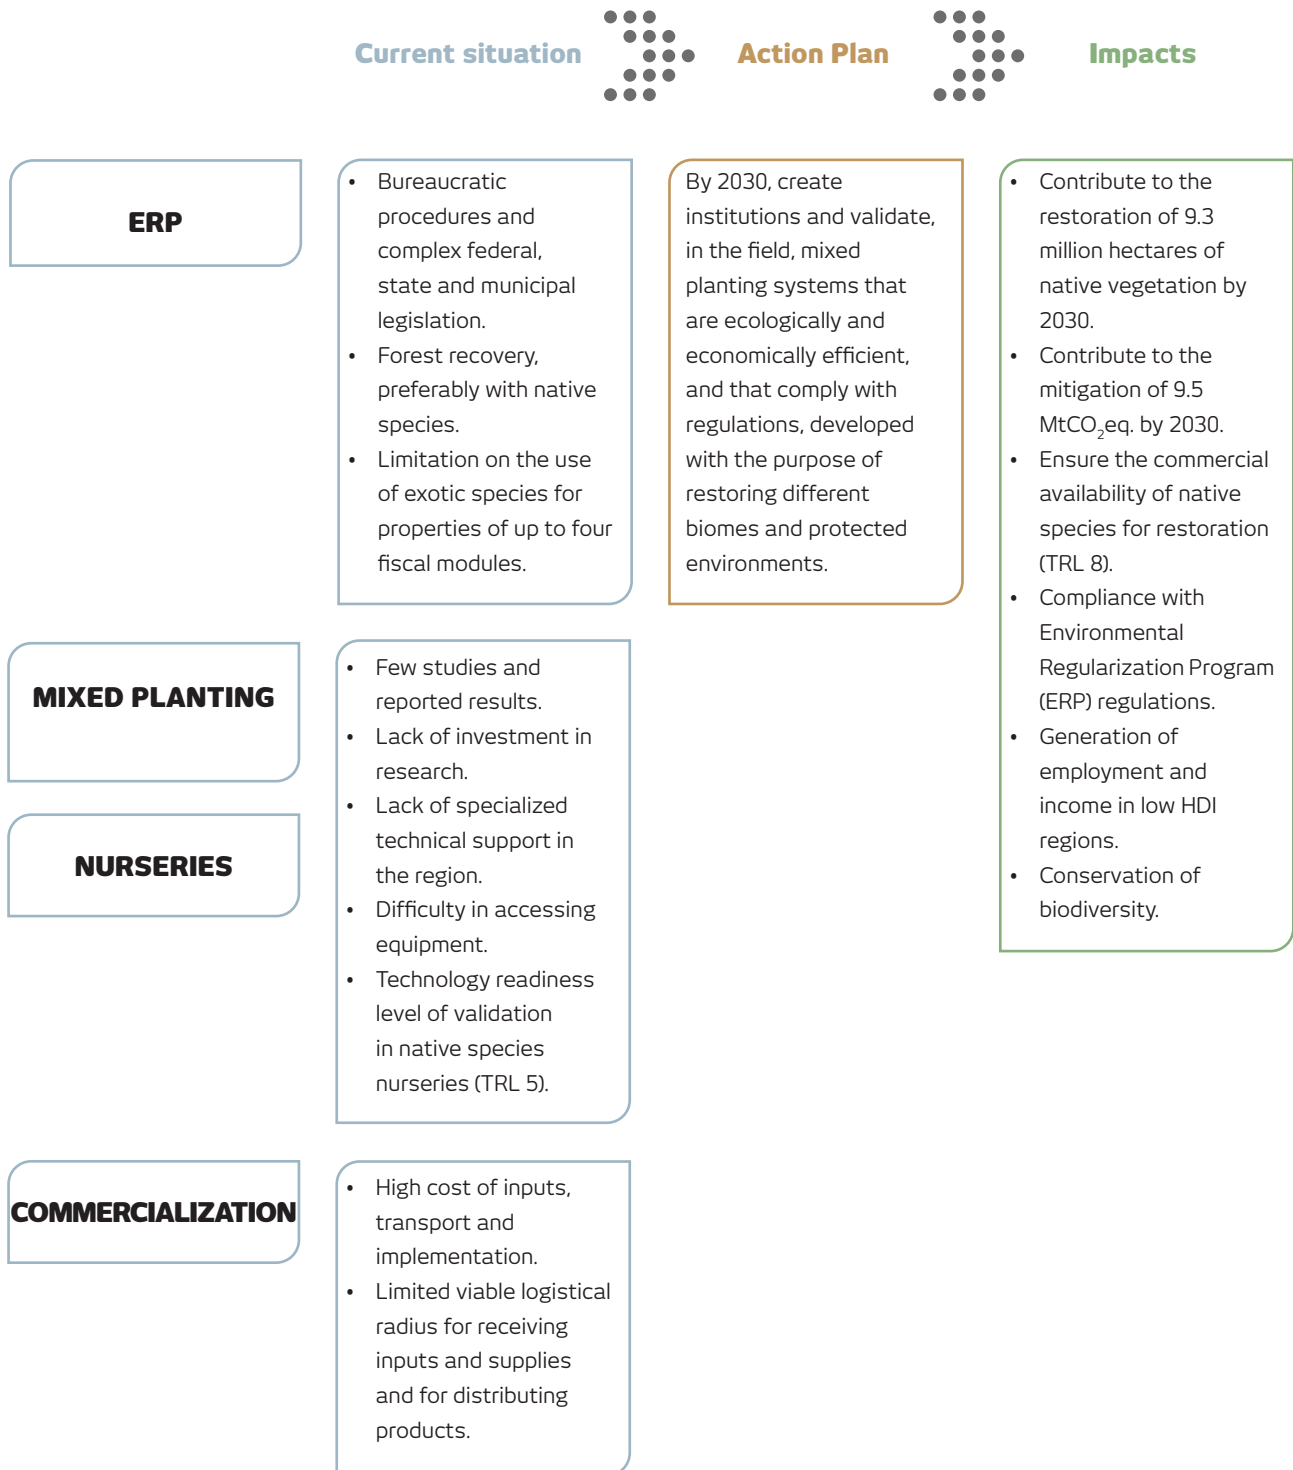 Current situation
Action Plan
Impacts
ERP
• Bureaucratic
procedures and
complex federal,
state and municipal
legislation.
• Forest recovery,
preferably with native
species.
• Limitation on the use
of exotic species for
properties of up to four
fiscal modules.
By 2030, create
institutions and validate,
in the field, mixed
planting systems that
are ecologically and
economically efficient,
and that comply with
regulations, developed
with the purpose of
restoring different
biomes and protected
environments.
• Contribute to the
restoration of 9.3
million hectares of
native vegetation by
2030.
• Contribute to the
mitigation of 9.5
MtCO₂eq. by 2030.
• Ensure the commercial
availability of native
species for restoration
(TRL 8).
• Compliance with
Environmental
Regularization Program
(ERP) regulations.
• Generation of
employment and
income in low HDI
regions.
• Conservation of
biodiversity.
MIXED PLANTING
NURSERIES
• Few studies and
reported results.
• Lack of investment in
research.
• Lack of specialized
technical support in
the region.
• Difficulty in accessing
equipment.
• Technology readiness
level of validation
in native species
nurseries (TRL 5).
COMMERCIALIZATION
• High cost of inputs,
transport and
implementation.
• Limited viable logistical
radius for receiving
inputs and supplies
and for distributing
products.